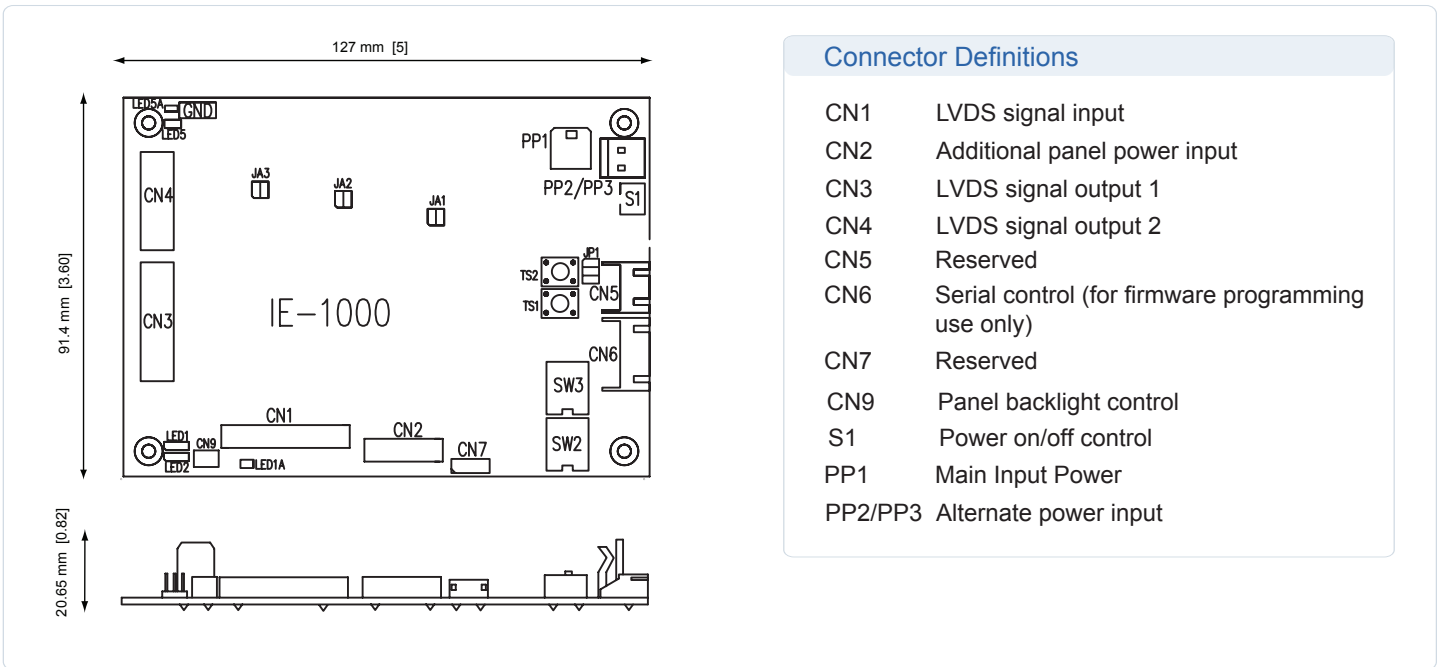 127 mm [5]
91.4 mm [3.60]
20.65 mm [0.82]
LED5A
GND
LED5
CN4
JA3
JA2
JA1
PP1
PP2/PP3
S1
JP1
TS2
TS1
CN5
CN3
IE-1000
CN6
SW3
CN1
CN2
CN7
SW2
LED1
LED2
CN9
LED1A
Connector Definitions
CN1 LVDS signal input
CN2 Additional panel power input
CN3 LVDS signal output 1
CN4 LVDS signal output 2
CN5 Reserved
CN6 Serial control (for firmware programming
use only)
CN7 Reserved
CN9 Panel backlight control
S1 Power on/off control
PP1 Main Input Power
PP2/PP3 Alternate power input